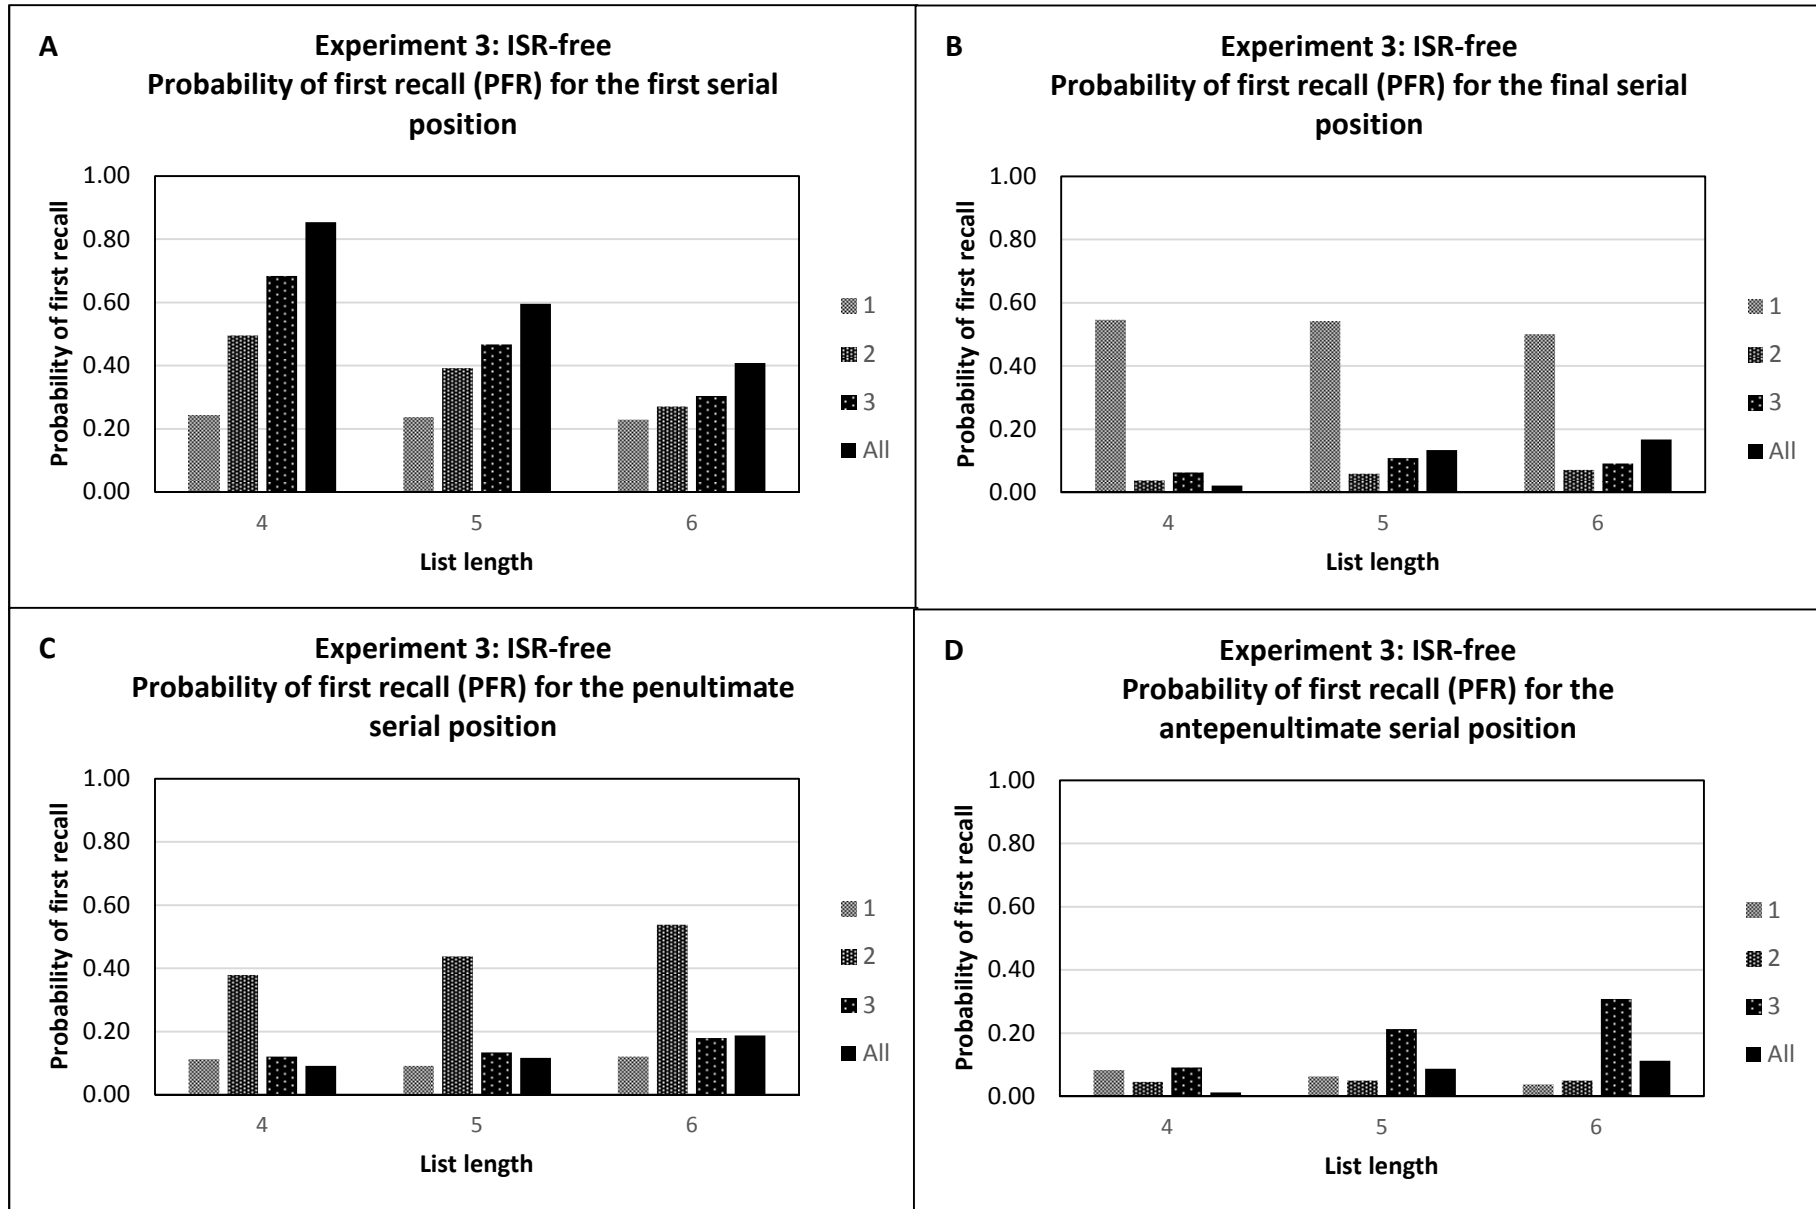 A
Experiment 3: ISR-free
Probability of first recall (PFR) for the first serial
position
Probability of first recall
1.00
0.80
0.60
0.40
0.20
0.00
4 5 6
List length
1
2
3
All
B
Experiment 3: ISR-free
Probability of first recall (PFR) for the final serial
position
Probability of first recall
1.00
0.80
0.60
0.40
0.20
0.00
4 5 6
List length
1
2
3
All
C
Experiment 3: ISR-free
Probability of first recall (PFR) for the penultimate
serial position
Probability of first recall
1.00
0.80
0.60
0.40
0.20
0.00
4 5 6
List length
1
2
3
All
D
Experiment 3: ISR-free
Probability of first recall (PFR) for the
antepenultimate serial position
Probability of first recall
1.00
0.80
0.60
0.40
0.20
0.00
4 5 6
List length
1
2
3
All